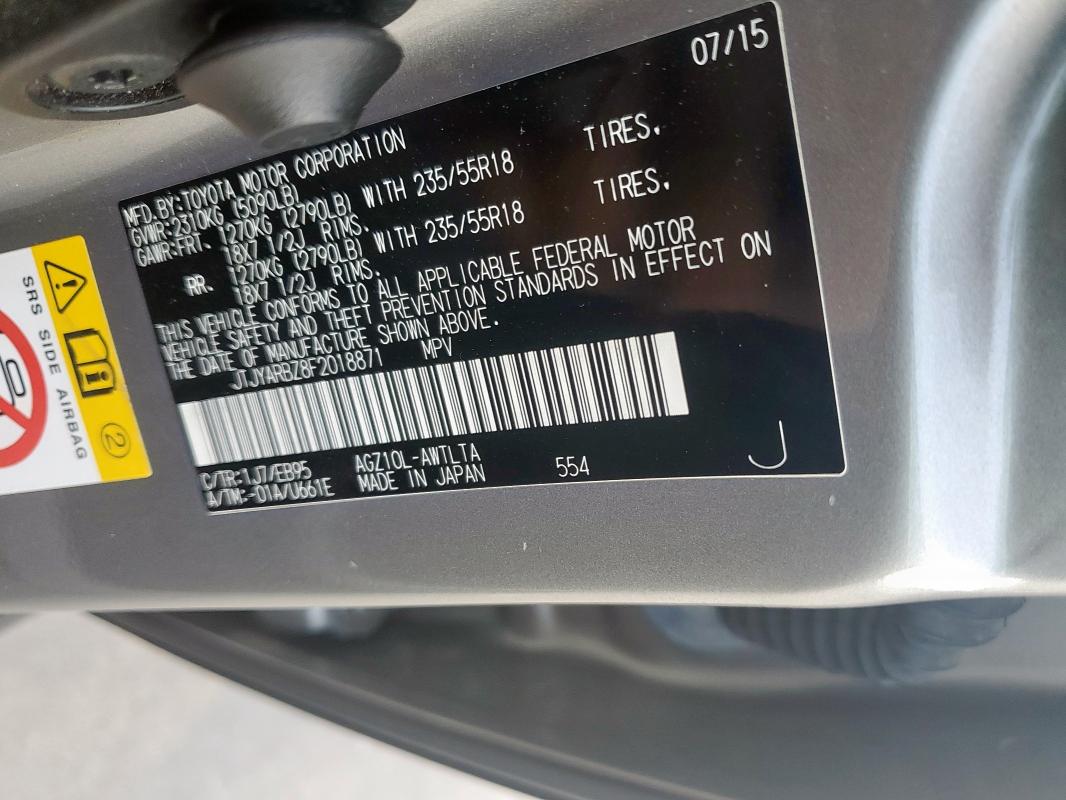 07/15
MFD.BY:TOYOTA MOTOR CORPORATION
GVWR:2310KG (5090LB)
GAWR:FRT. 1270KG (2790LB) WITH 235/55R18 TIRES,
18X7 1/2J RIMS.
RR. 1270KG (2790LB) WITH 235/55R18 TIRES,
18X7 1/2J RIMS.
THIS VEHICLE CONFORMS TO ALL APPLICABLE FEDERAL MOTOR
VEHICLE SAFETY AND THEFT PREVENTION STANDARDS IN EFFECT ON
THE DATE OF MANUFACTURE SHOWN ABOVE.
JTJYARBZ8F2018871 MPV
C/TR:1J7/EB95 AGZ10L-AWTLTA 554
A/TM:-01A/U661E MADE IN JAPAN
J
SRS SIDE AIRBAG
2